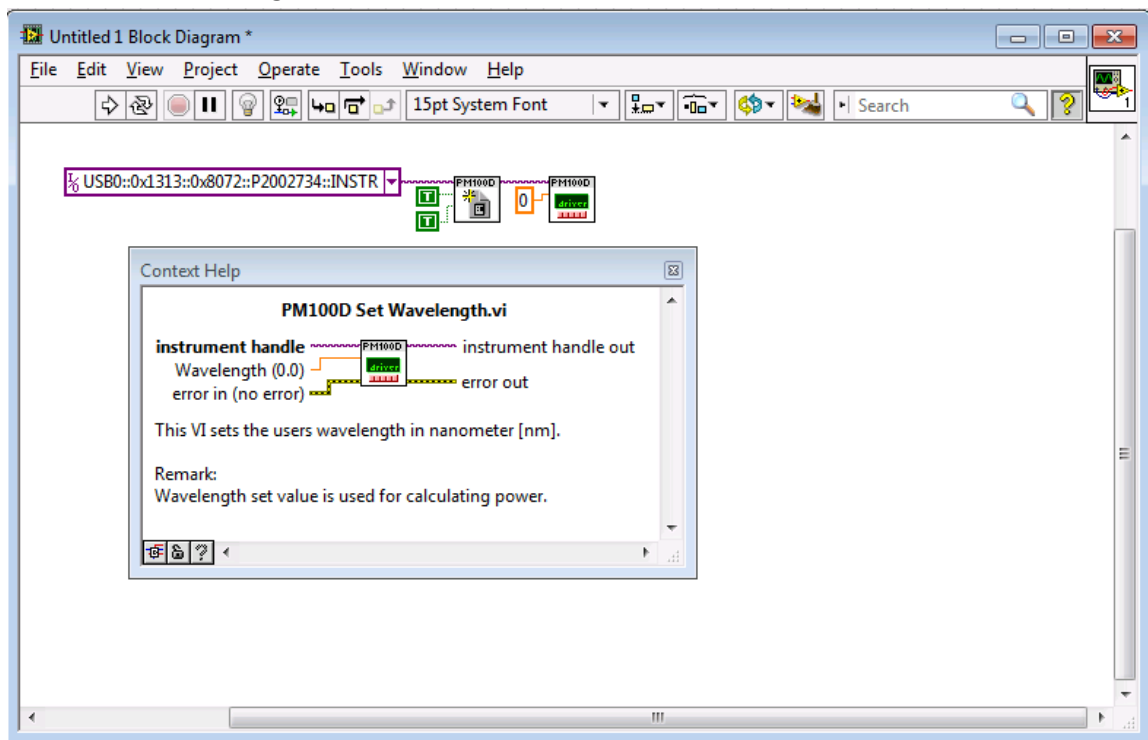 Untitled 1 Block Diagram *
File Edit View Project Operate Tools Window Help
15pt System Font
Search
1
USB0::0x1313::0x8072::P2002734::INSTR
PM100D
PM100D
T
0
driver
T
Context Help
PM100D Set Wavelength.vi
instrument handle
PM100D
instrument handle out
Wavelength (0.0)
driver
error in (no error)
error out
This VI sets the users wavelength in nanometer [nm].
Remark:
Wavelength set value is used for calculating power.